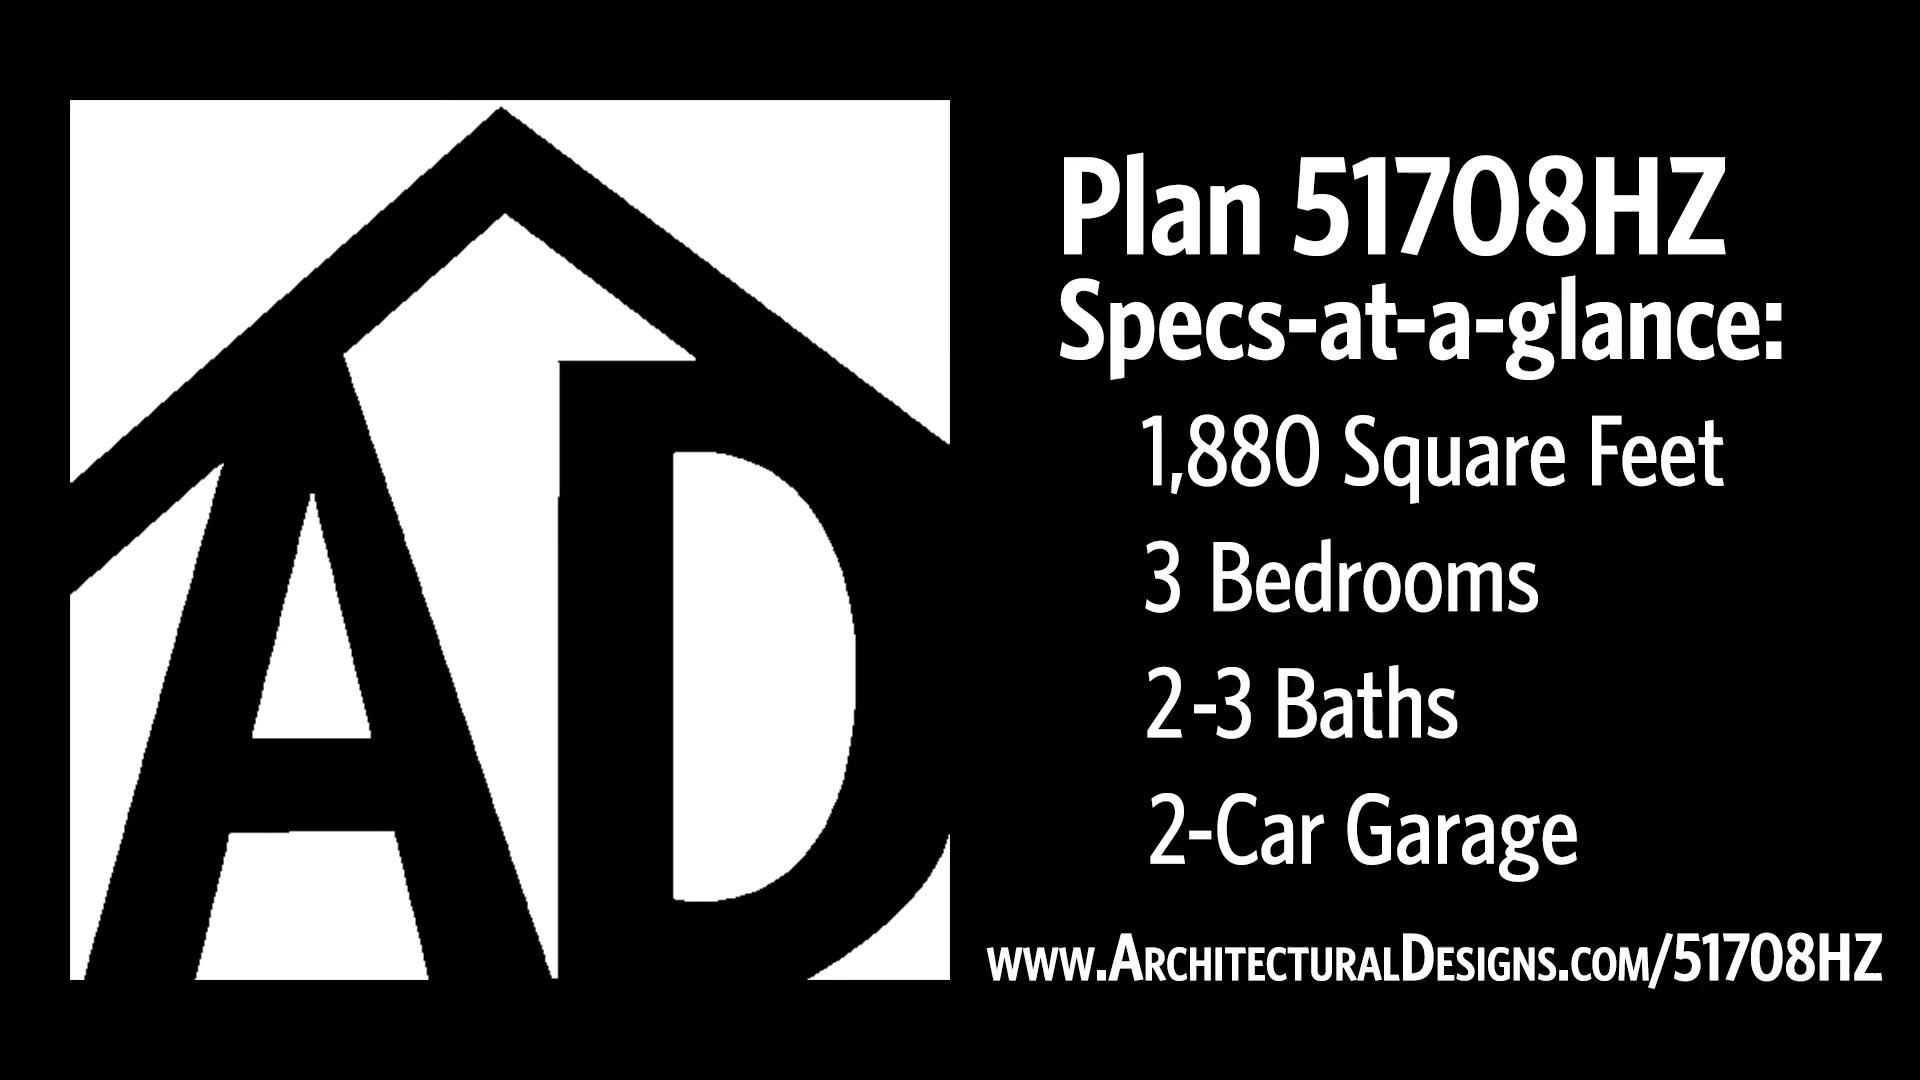 AD
Plan 51708HZ
Specs-at-a-glance:
1,880 Square Feet
3 Bedrooms
2-3 Baths
2-Car Garage
www.ArchitecturalDesigns.com/51708HZ